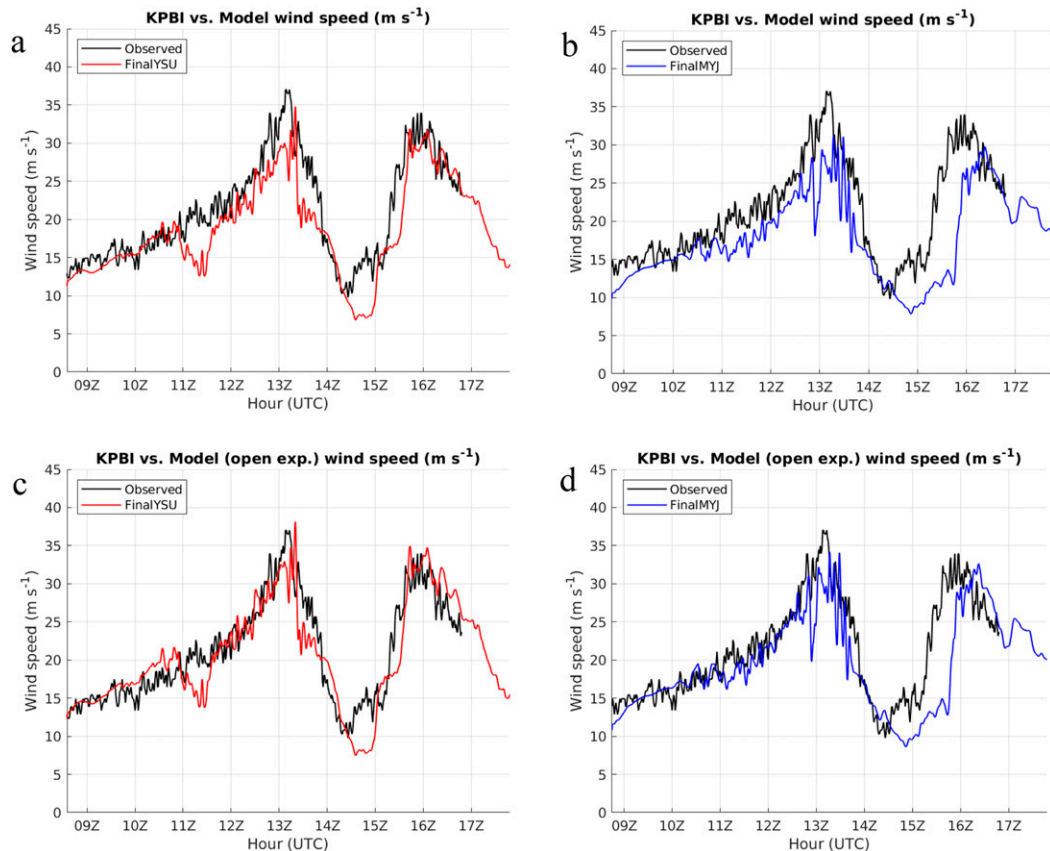 a
KPBI vs. Model wind speed (m s⁻¹)
Observed
FinalYSU
Wind speed (m s⁻¹)
45
40
35
30
25
20
15
10
5
0
09Z 10Z 11Z 12Z 13Z 14Z 15Z 16Z 17Z
Hour (UTC)
b
KPBI vs. Model wind speed (m s⁻¹)
Observed
FinalMYJ
Wind speed (m s⁻¹)
45
40
35
30
25
20
15
10
5
0
09Z 10Z 11Z 12Z 13Z 14Z 15Z 16Z 17Z
Hour (UTC)
c
KPBI vs. Model (open exp.) wind speed (m s⁻¹)
Observed
FinalYSU
Wind speed (m s⁻¹)
45
40
35
30
25
20
15
10
5
0
09Z 10Z 11Z 12Z 13Z 14Z 15Z 16Z 17Z
Hour (UTC)
d
KPBI vs. Model (open exp.) wind speed (m s⁻¹)
Observed
FinalMYJ
Wind speed (m s⁻¹)
45
40
35
30
25
20
15
10
5
0
09Z 10Z 11Z 12Z 13Z 14Z 15Z 16Z 17Z
Hour (UTC)